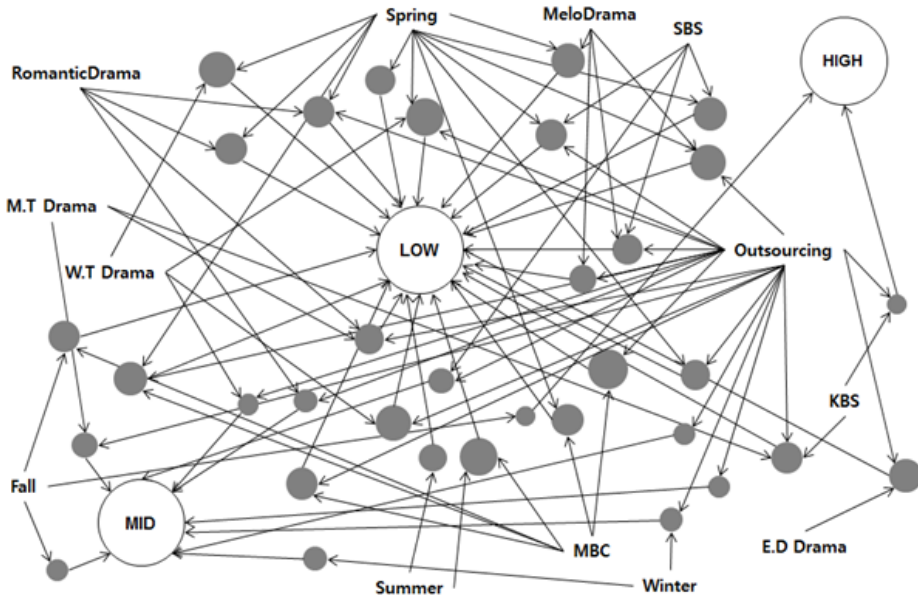 Spring
MeloDrama
SBS
HIGH
RomanticDrama
M.T Drama
LOW
Outsourcing
W.T Drama
KBS
Fall
MID
MBC
E.D Drama
Summer
Winter